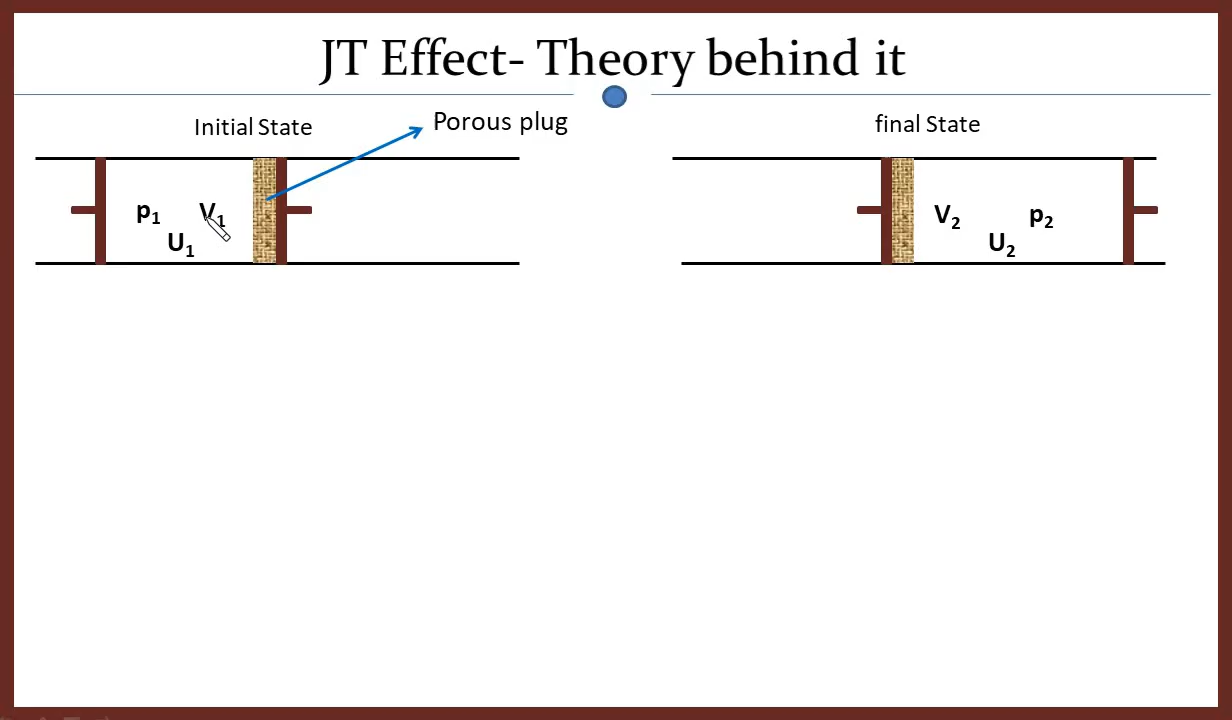 JT Effect- Theory behind it
Initial State
Porous plug
final State
p₁ V₁
U₁
V₂ p₂
U₂